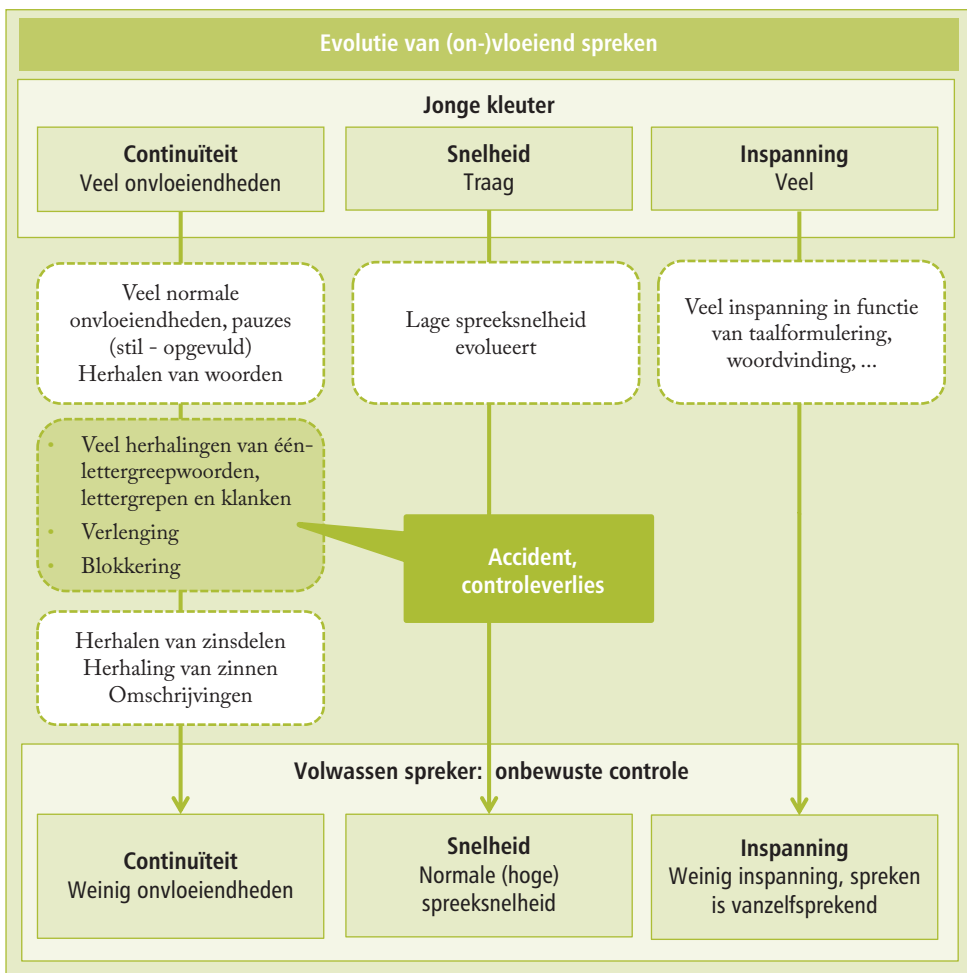 Evolutie van (on-)vloeiend spreken
Jonge kleuter
Continuïteit
Veel onvloeiendheden
Snelheid
Traag
Inspanning
Veel
Veel normale
onvloeiendheden, pauzes
(stil - opgevuld)
Herhalen van woorden
Lage spreeksnelheid
evolueert
Veel inspanning in functie
van taalformulering,
woordvinding, ...
• Veel herhalingen van één-
lettergreepwoorden,
lettergrepen en klanken
• Verlenging
• Blokkering
Accident,
controleverlies
Herhalen van zinsdelen
Herhaling van zinnen
Omschrijvingen
Volwassen spreker: onbewuste controle
Continuïteit
Weinig onvloeiendheden
Snelheid
Normale (hoge)
spreeksnelheid
Inspanning
Weinig inspanning, spreken
is vanzelfsprekend